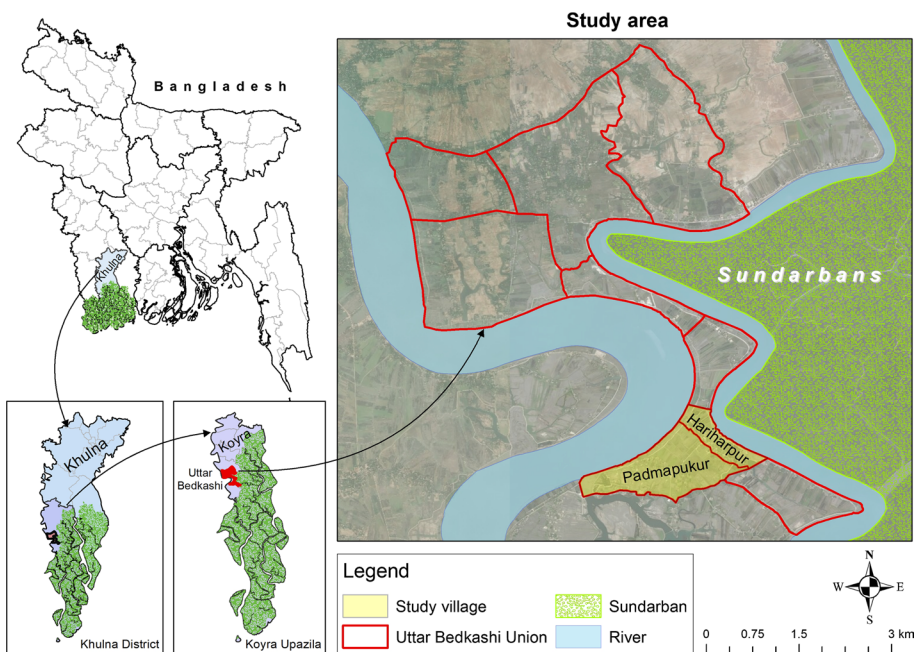 Study area
Bangladesh
Khulna
Sundarbans
Hariharpur
Padmapukur
Khulna
Khulna District
Koyra
Uttar
Bedkashi
Koyra Upazila
Legend
Study village
Sundarban
Uttar Bedkashi Union
River
N
W E
S
0 0.75 1.5 3 km